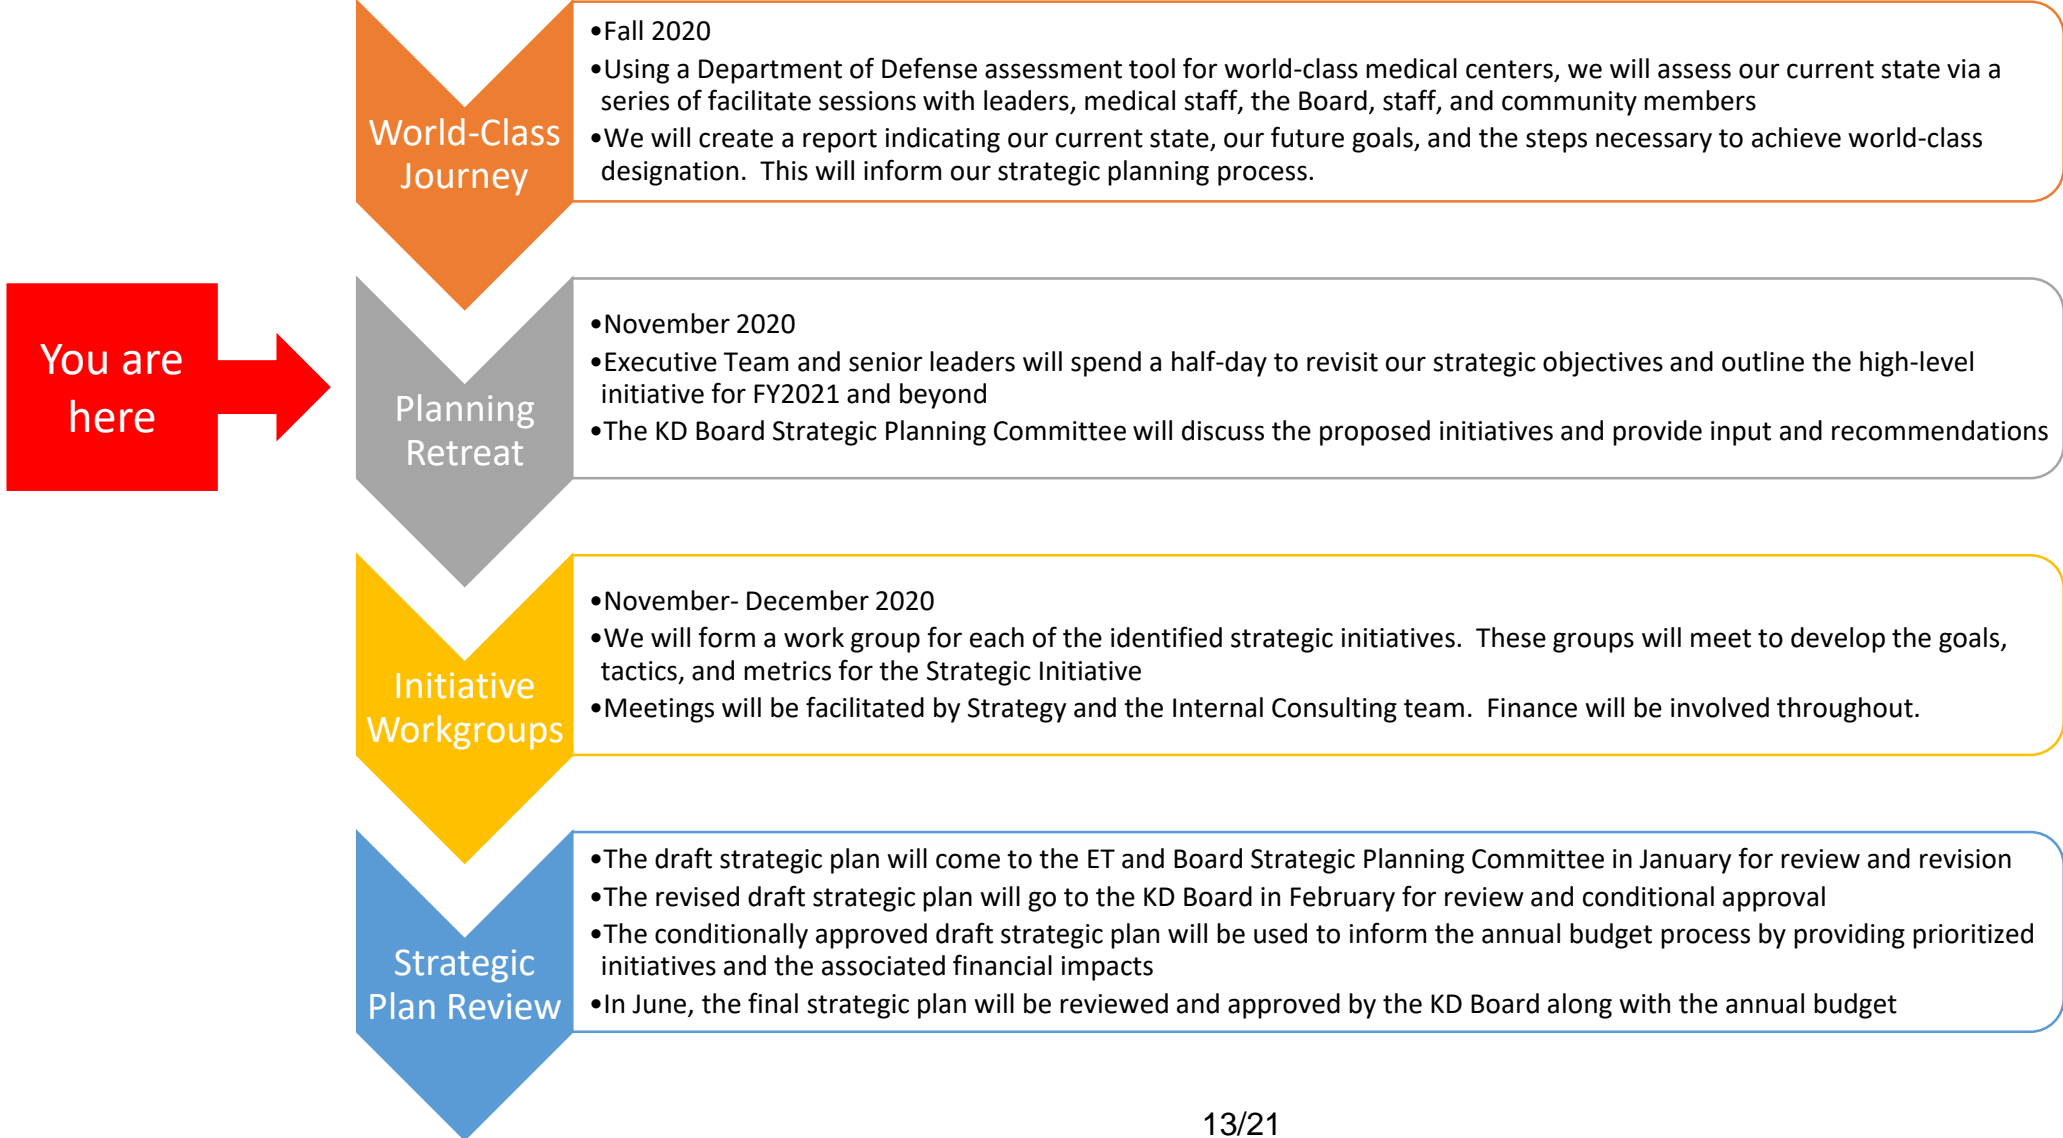 World-Class
Journey
•Fall 2020
•Using a Department of Defense assessment tool for world-class medical centers, we will assess our current state via a
series of facilitate sessions with leaders, medical staff, the Board, staff, and community members
•We will create a report indicating our current state, our future goals, and the steps necessary to achieve world-class
designation.  This will inform our strategic planning process.
You are
here
Planning
Retreat
•November 2020
•Executive Team and senior leaders will spend a half-day to revisit our strategic objectives and outline the high-level
initiative for FY2021 and beyond
•The KD Board Strategic Planning Committee will discuss the proposed initiatives and provide input and recommendations
Initiative
Workgroups
•November- December 2020
•We will form a work group for each of the identified strategic initiatives.  These groups will meet to develop the goals,
tactics, and metrics for the Strategic Initiative
•Meetings will be facilitated by Strategy and the Internal Consulting team.  Finance will be involved throughout.
Strategic
Plan Review
•The draft strategic plan will come to the ET and Board Strategic Planning Committee in January for review and revision
•The revised draft strategic plan will go to the KD Board in February for review and conditional approval
•The conditionally approved draft strategic plan will be used to inform the annual budget process by providing prioritized
initiatives and the associated financial impacts
•In June, the final strategic plan will be reviewed and approved by the KD Board along with the annual budget
13/21